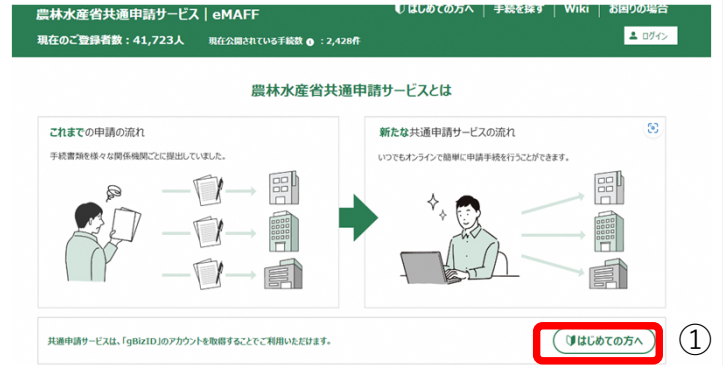 農林水産省共通申請サービス | eMAFF
はじめての方へ | 手続を探す | Wiki | お困りの場合
現在のご登録者数：41,723人 現在公開されている手続数 ：2,428件
ログイン
農林水産省共通申請サービスとは
これまでの申請の流れ
手続書類を様々な関係機関ごとに提出していました。
新たな共通申請サービスの流れ
いつでもオンラインで簡単に申請手続を行うことができます。
共通申請サービスは、「gBizID」のアカウントを取得することでご利用いただけます。
はじめての方へ
①